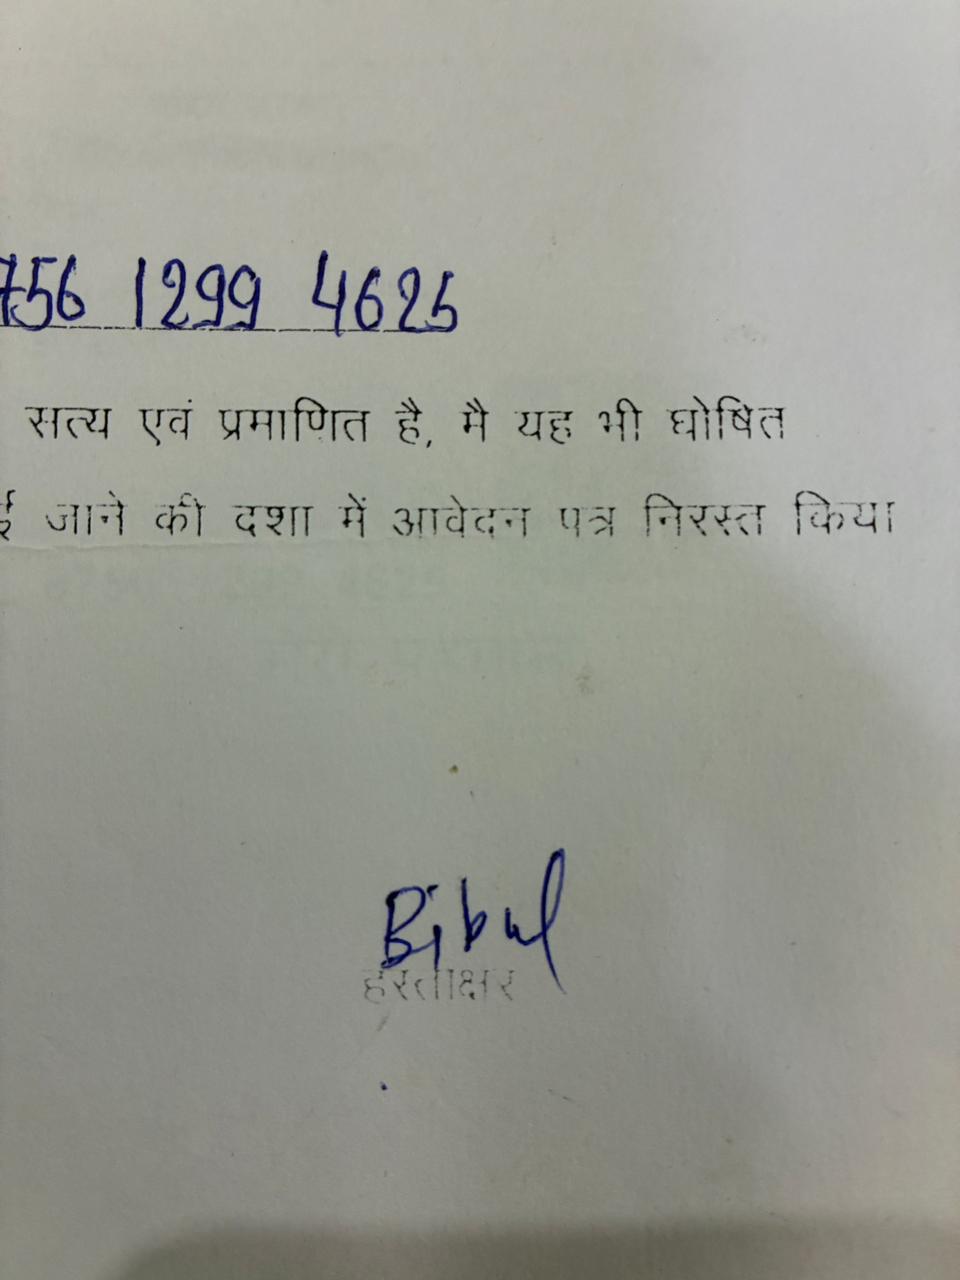 756 1299 4625
सत्य एवं प्रमाणित है, मै यह भी घोषित
ई जाने की दशा में आवेदन पत्र निरस्त किया
हस्ताक्षर